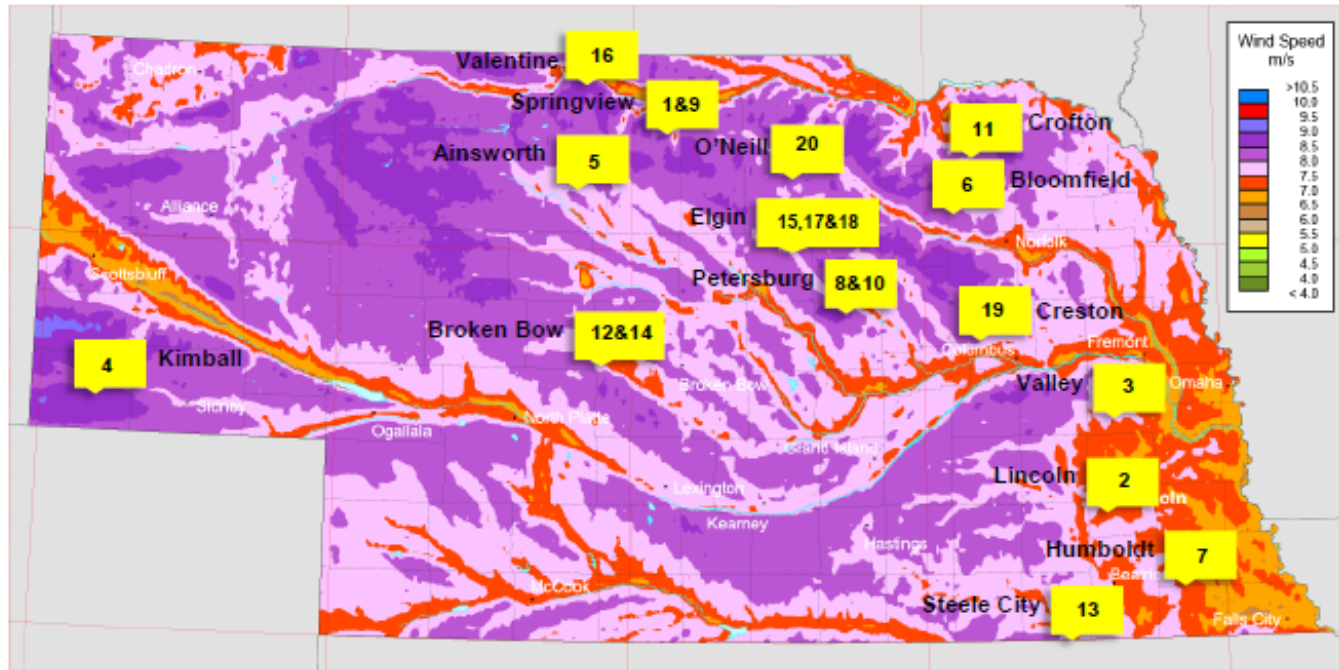 Wind Speed
m/s
>10.5
10.0
9.5
9.0
8.5
8.0
7.5
7.0
6.5
6.0
5.5
5.0
4.5
4.0
< 4.0
Valentine
16
Chadron
Springview
1&9
11
Crofton
Ainsworth
5
O'Neill
20
6
Bloomfield
Alliance
Elgin
15,17&18
Norfolk
Scottsbluff
Petersburg
8&10
19
Creston
Broken Bow
12&14
Fremont
Columbus
4
Kimball
Broken Bow
Valley
3
Omaha
Sidney
Ogallala
North Platte
Grand Island
Lincoln
2
oln
Lexington
Kearney
Hastings
Humboldt
7
McCook
Steele City
13
Falls City